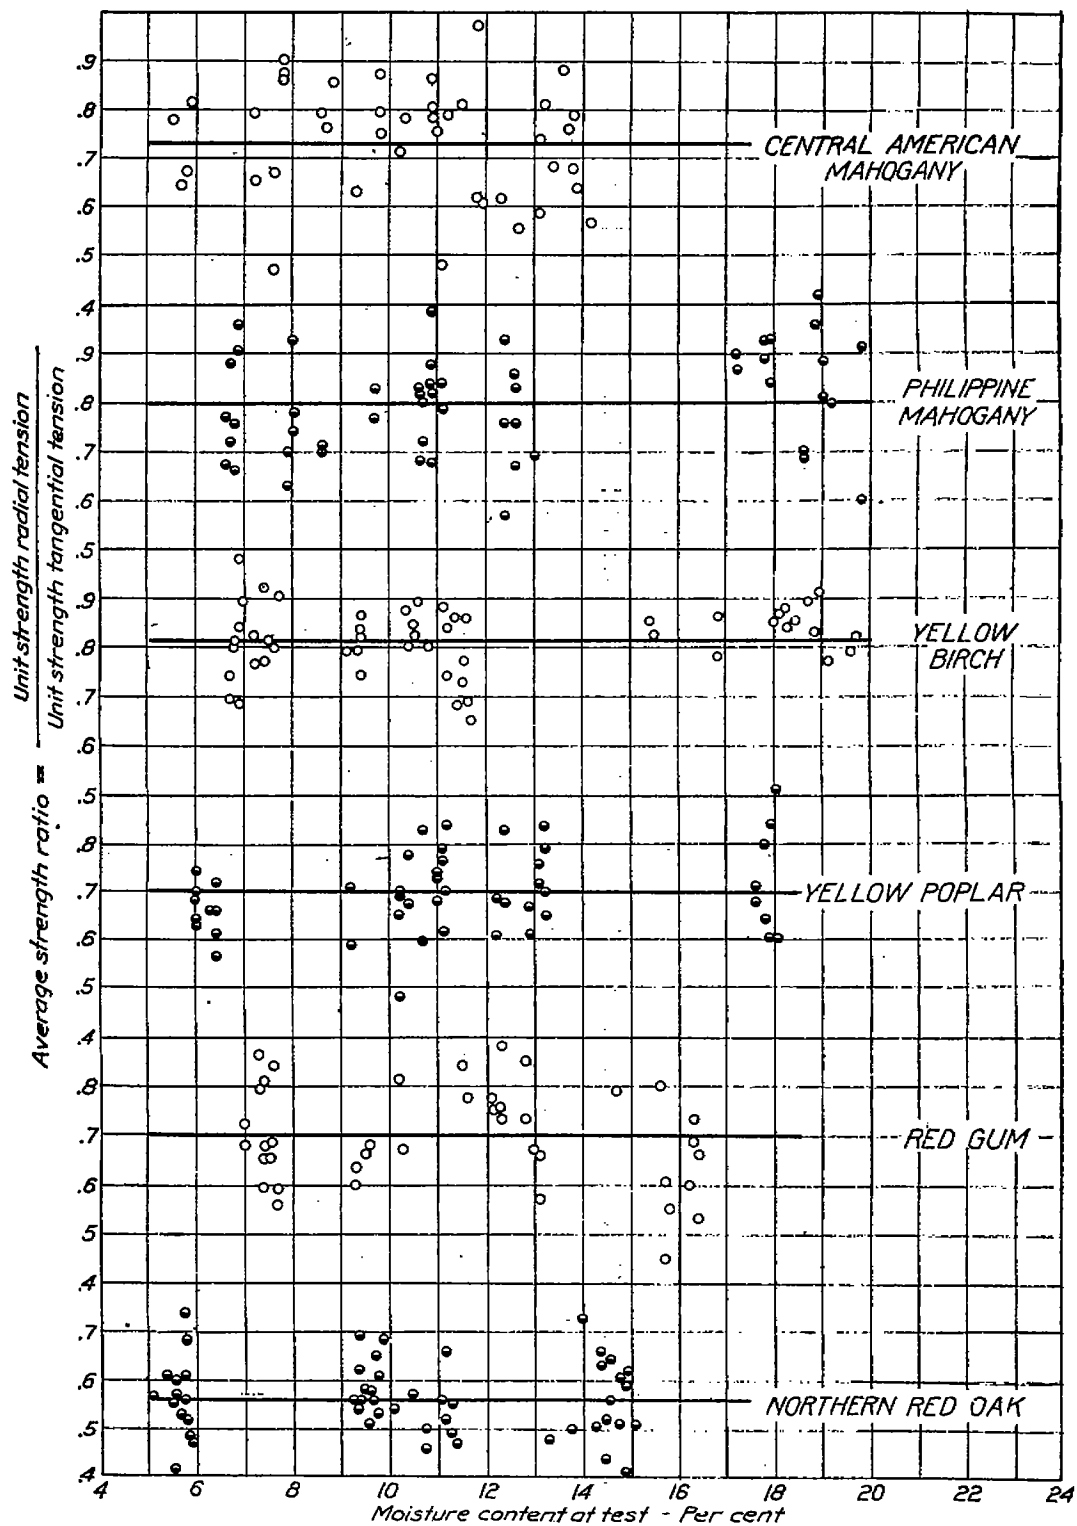 Average strength ratio =
Unit strength radial tension
Unit strength tangential tension
.9
.8
.7
.6
.5
.4
CENTRAL AMERICAN
MAHOGANY
.9
.8
.7
.6
.5
PHILIPPINE
MAHOGANY
.9
.8
.7
.6
.5
YELLOW
BIRCH
.8
.7
.6
.5
.4
YELLOW POPLAR
.8
.7
.6
.5
.4
RED GUM
.7
.6
.5
.4
NORTHERN RED OAK
4 6 8 10 12 14 16 18 20 22 24
Moisture content at test - Per cent